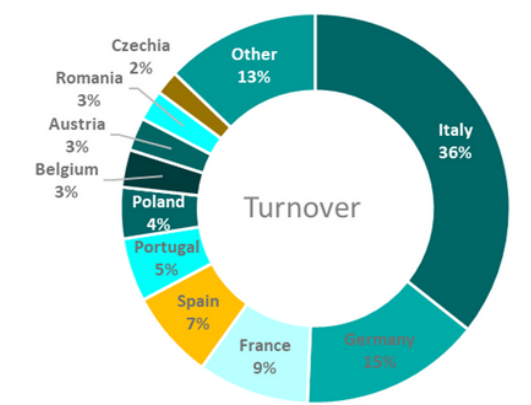 Czechia
2%
Other
13%
Romania
3%
Austria
3%
Belgium
3%
Italy
36%
Poland
4%
Turnover
Portugal
5%
Spain
7%
France
9%
Germany
15%